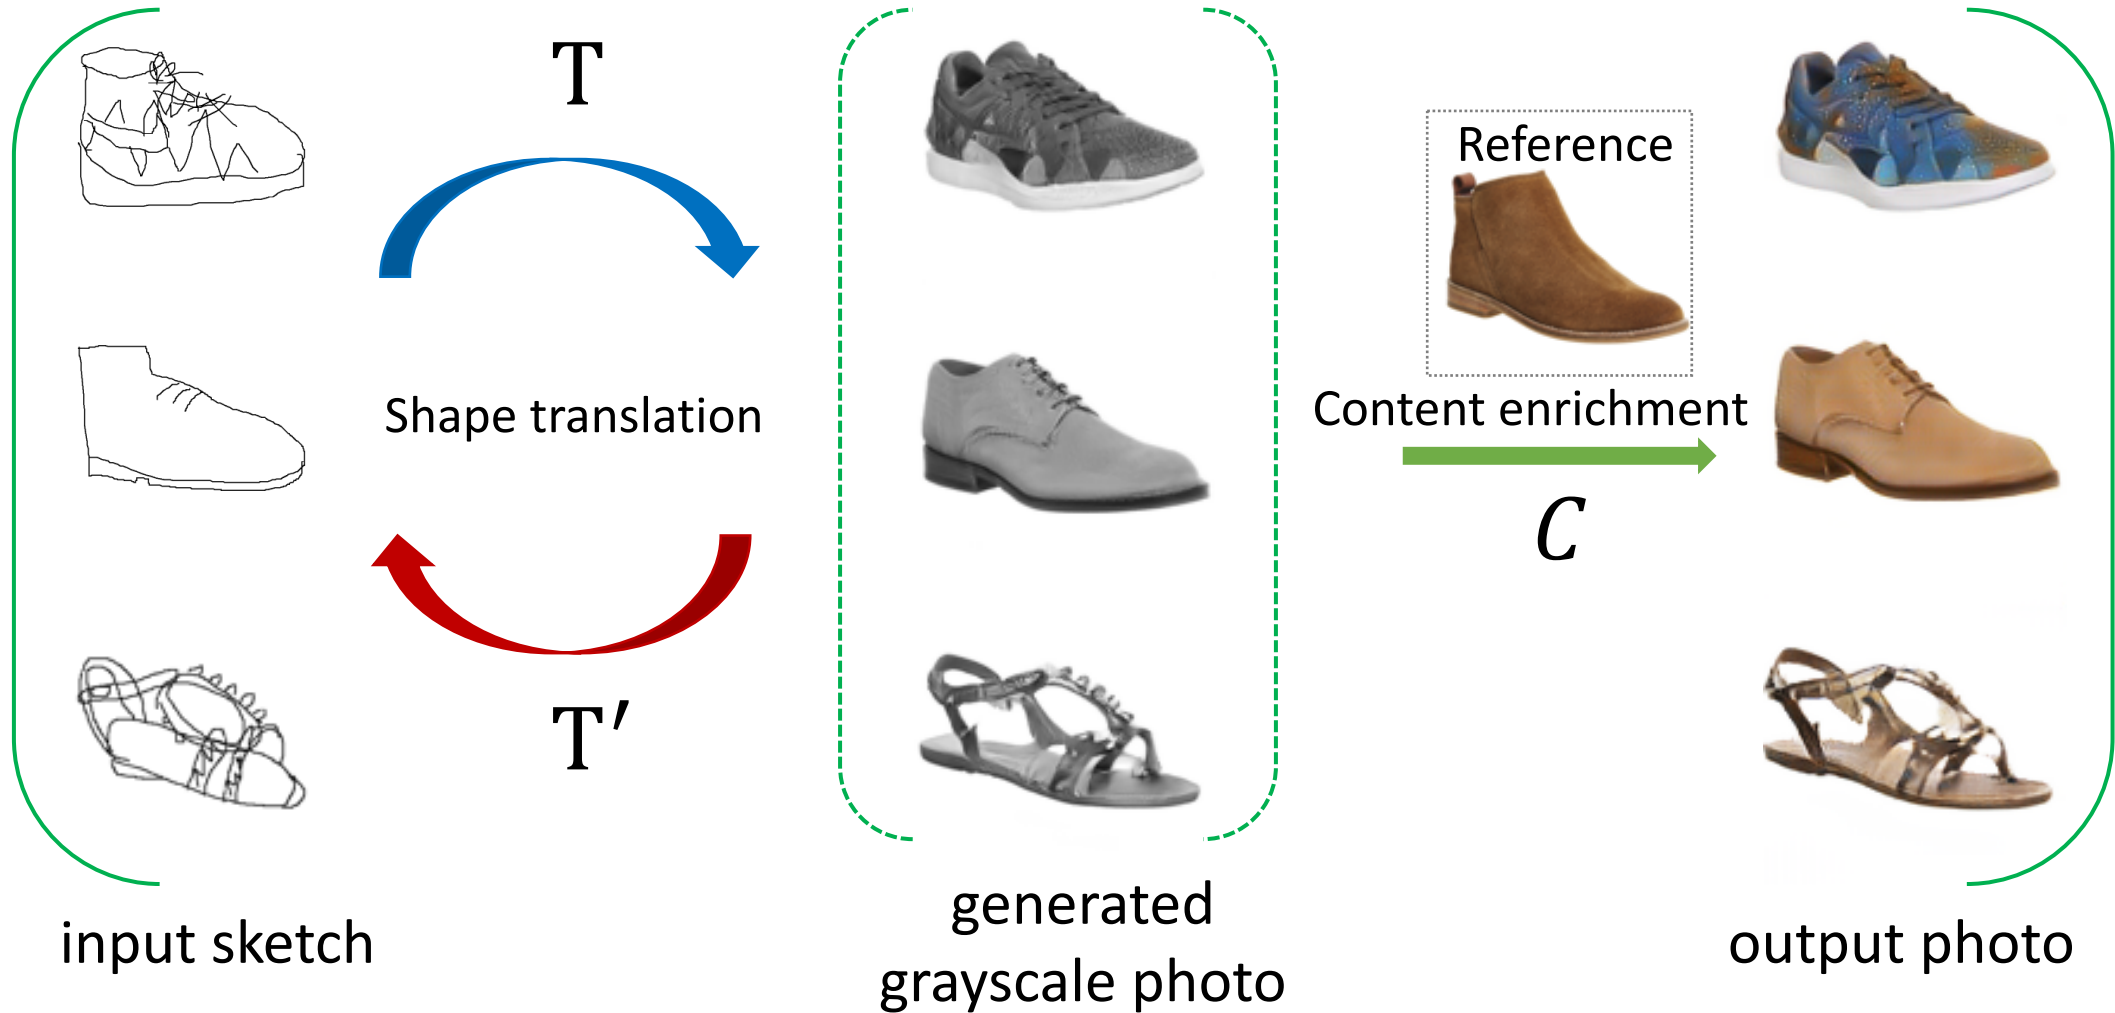 T
Shape translation
T′
input sketch
generated
grayscale photo
Reference
Content enrichment
C
output photo